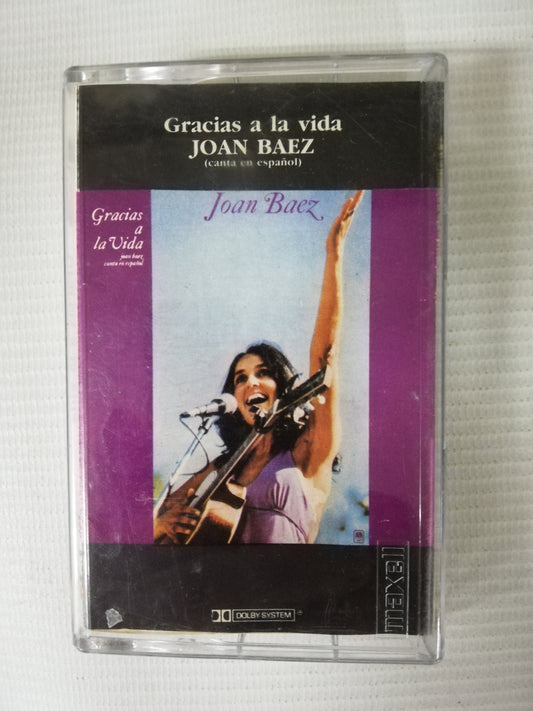 Gracias a la vida
JOAN BAEZ
(canta en español)
Joan Baez
Gracias
a
la Vida
joan baez
canta en español
maxell
DOLBY SYSTEM